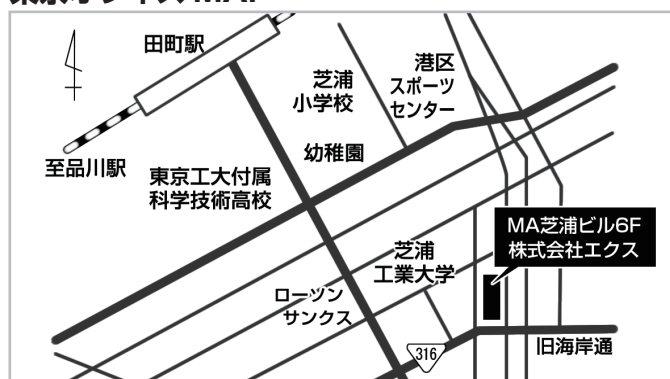 田町駅
港区
スポーツ
センター
芝浦
小学校
幼稚園
至品川駅
東京工大付属
科学技術高校
MA芝浦ビル6F
株式会社エクス
芝浦
工業大学
ローソン
サンクス
316
旧海岸通